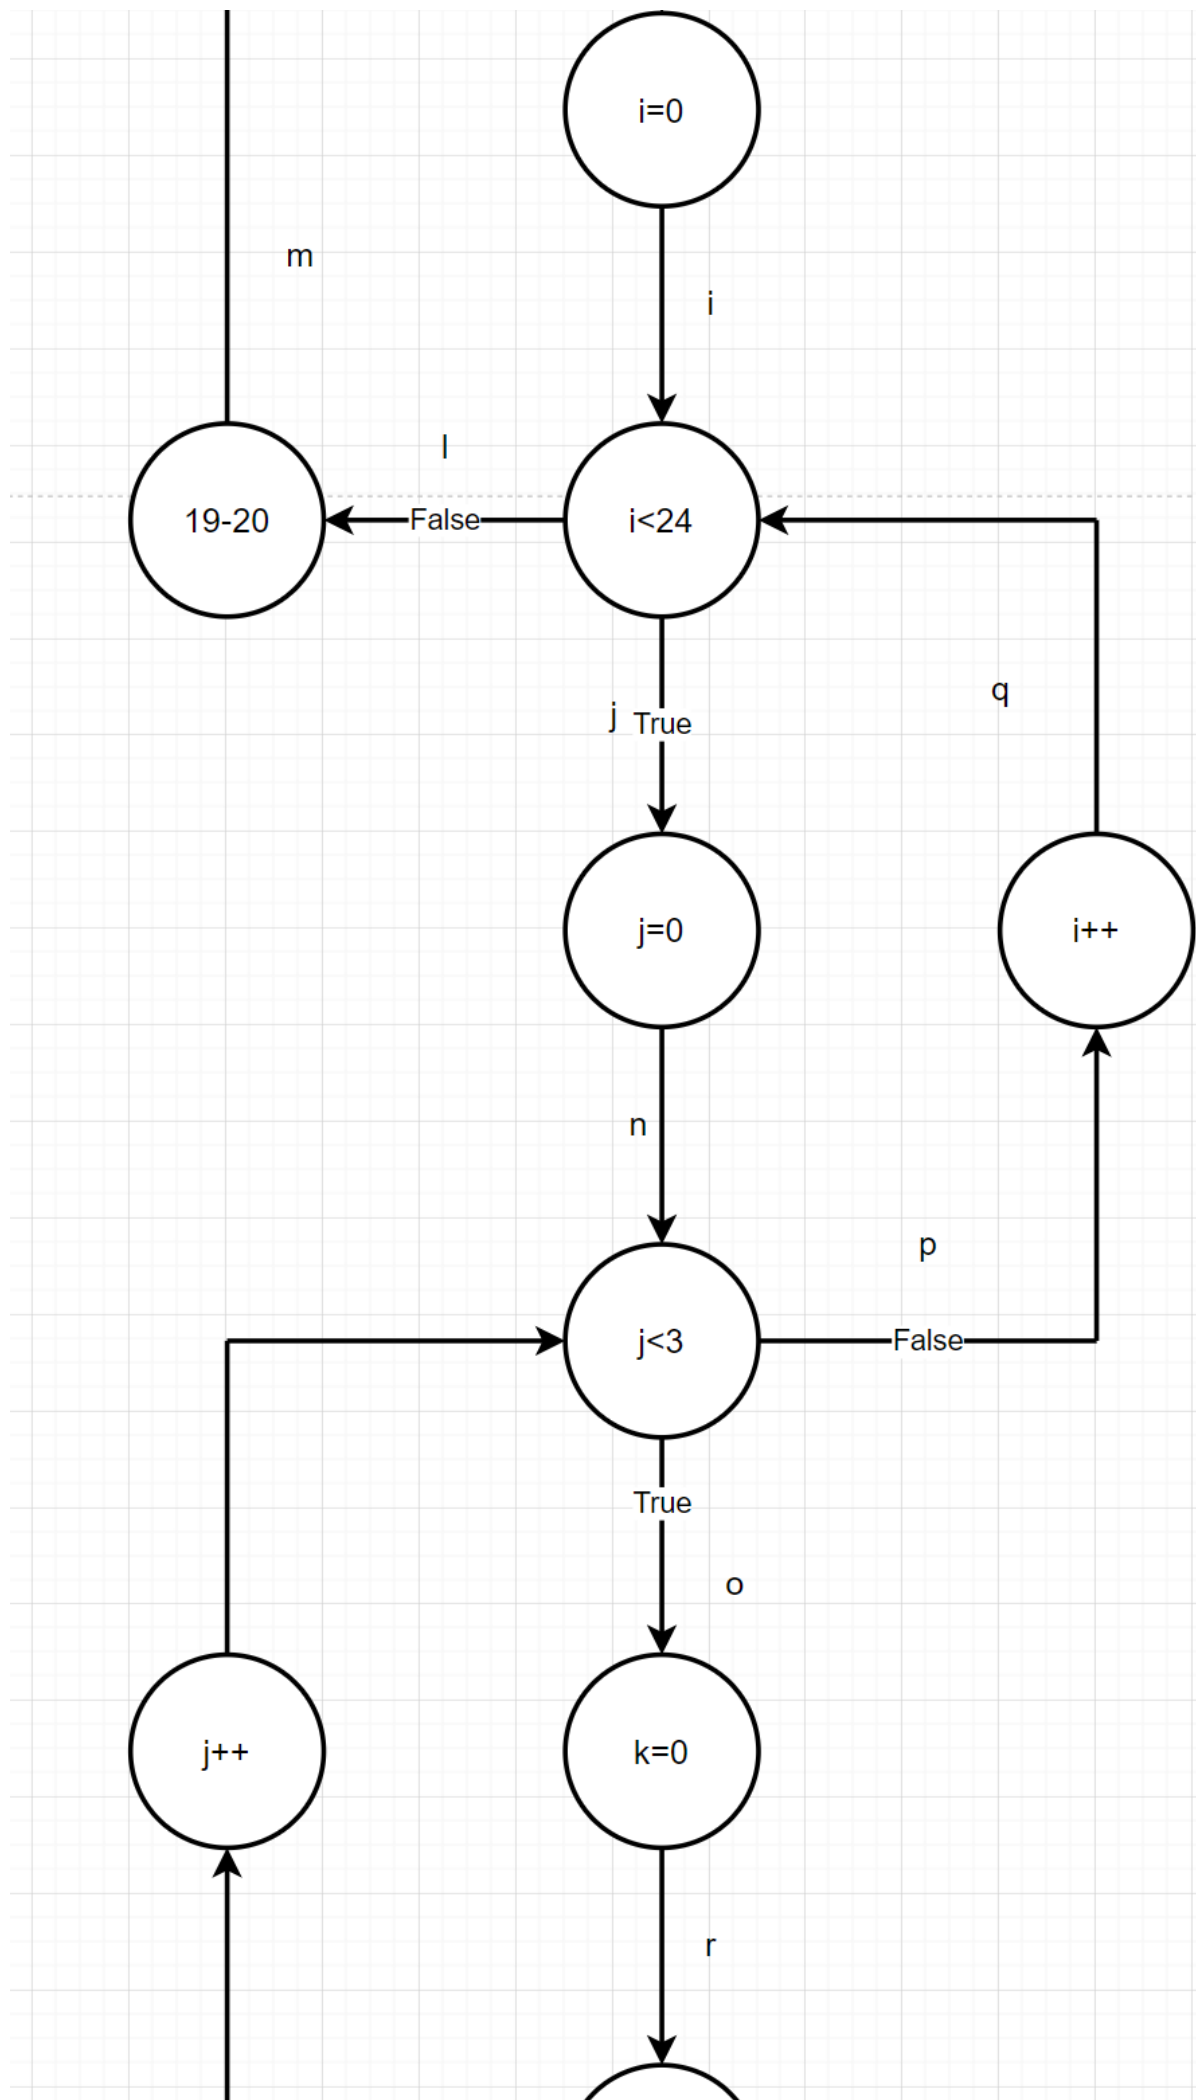 i=0
m
i
l
19-20
False
i<24
j
True
q
j=0
i++
n
p
j<3
False
True
o
j++
k=0
r